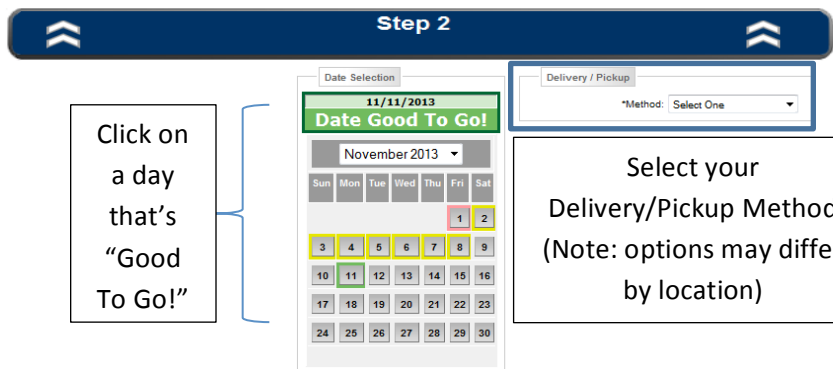 Step 2
Click on
a day
that's
“Good
To Go!”
Date Selection
11/11/2013
Date Good To Go!
November 2013
Sun Mon Tue Wed Thu Fri Sat
1 2
3 4 5 6 7 8 9
10 11 12 13 14 15 16
17 18 19 20 21 22 23
24 25 26 27 28 29 30
Delivery / Pickup
*Method: Select One
Select your
Delivery/Pickup Method
(Note: options may diffe
by location)